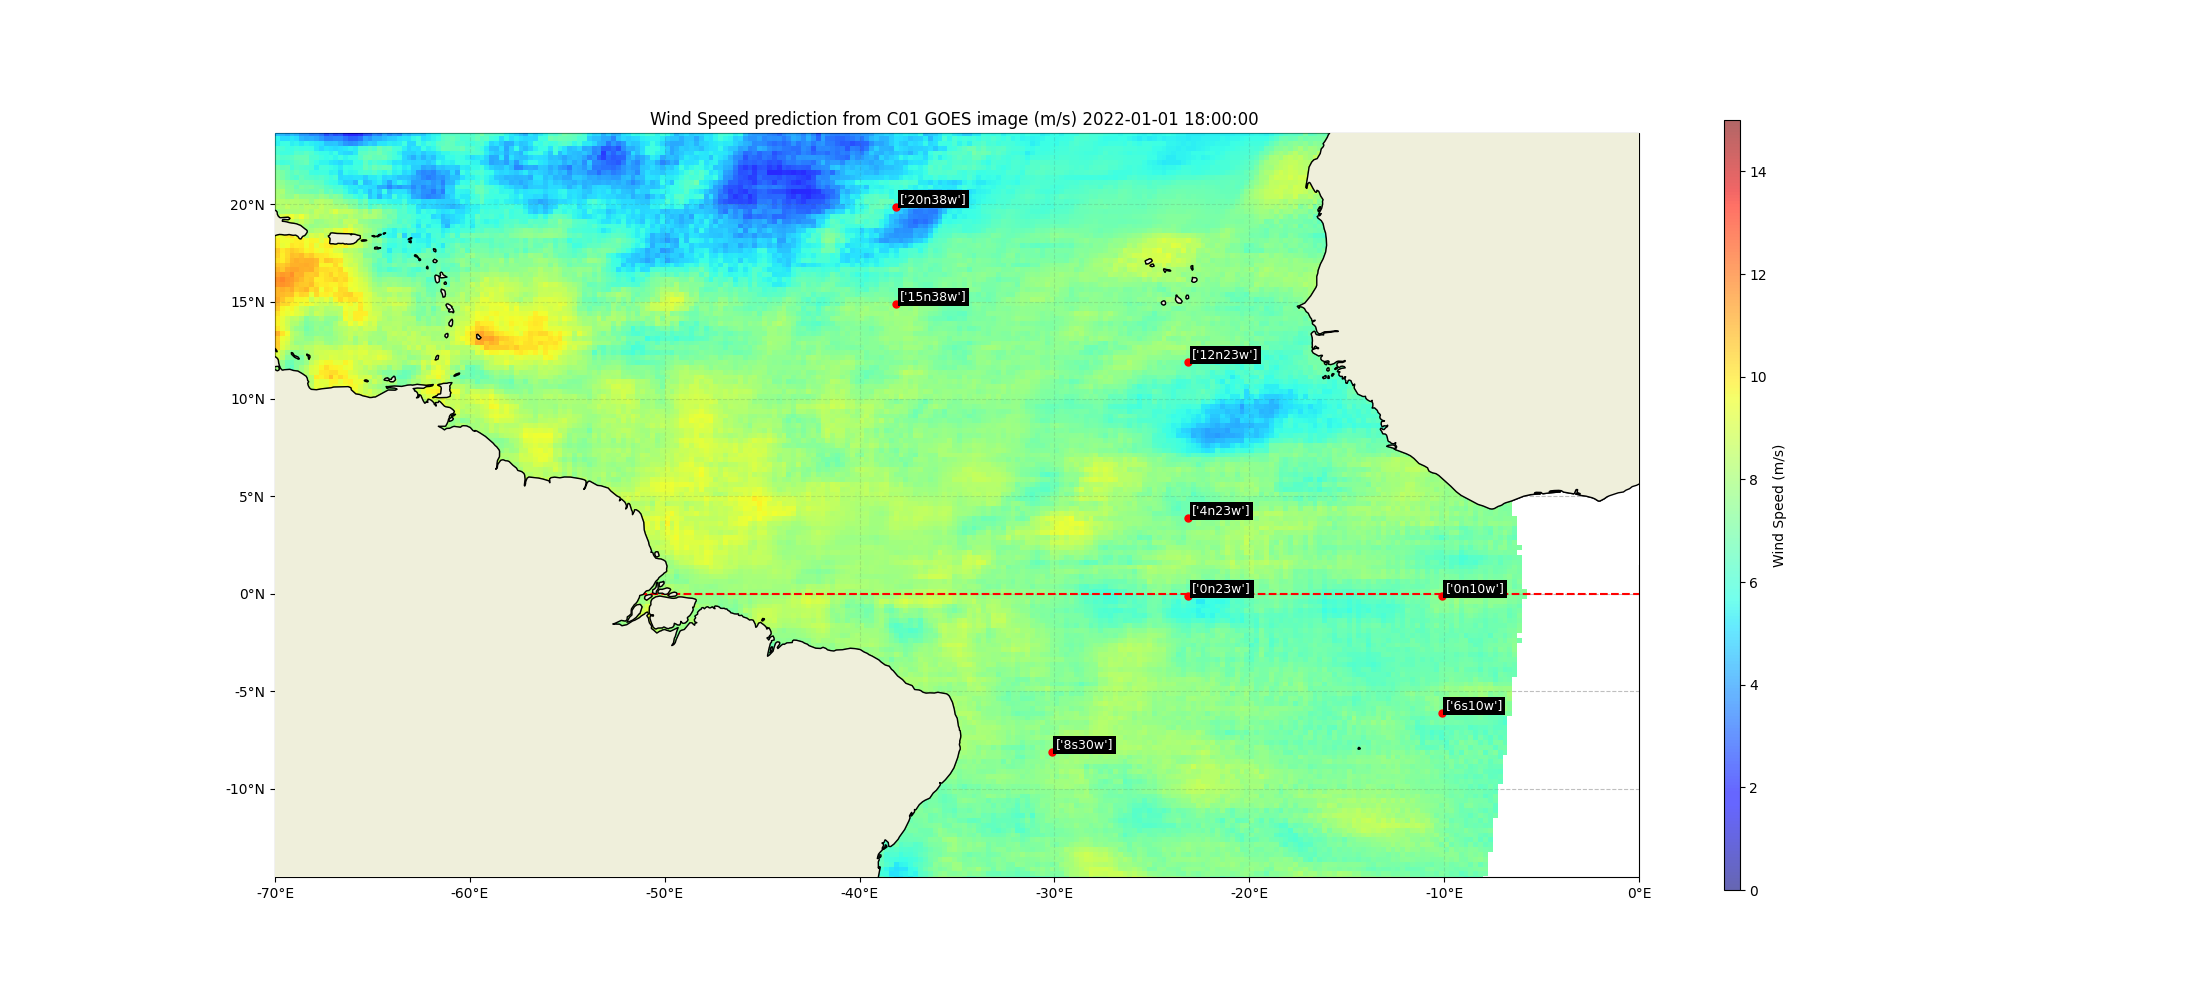 Wind Speed prediction from C01 GOES image (m/s) 2022-01-01 18:00:00
20°N
15°N
10°N
5°N
0°N
-5°N
-10°N
-70°E
-60°E
-50°E
-40°E
-30°E
-20°E
-10°E
0°E
['20n38w']
['15n38w']
['12n23w']
['4n23w']
['0n23w']
['0n10w']
['6s10w']
['8s30w']
14
12
10
8
6
4
2
0
Wind Speed (m/s)